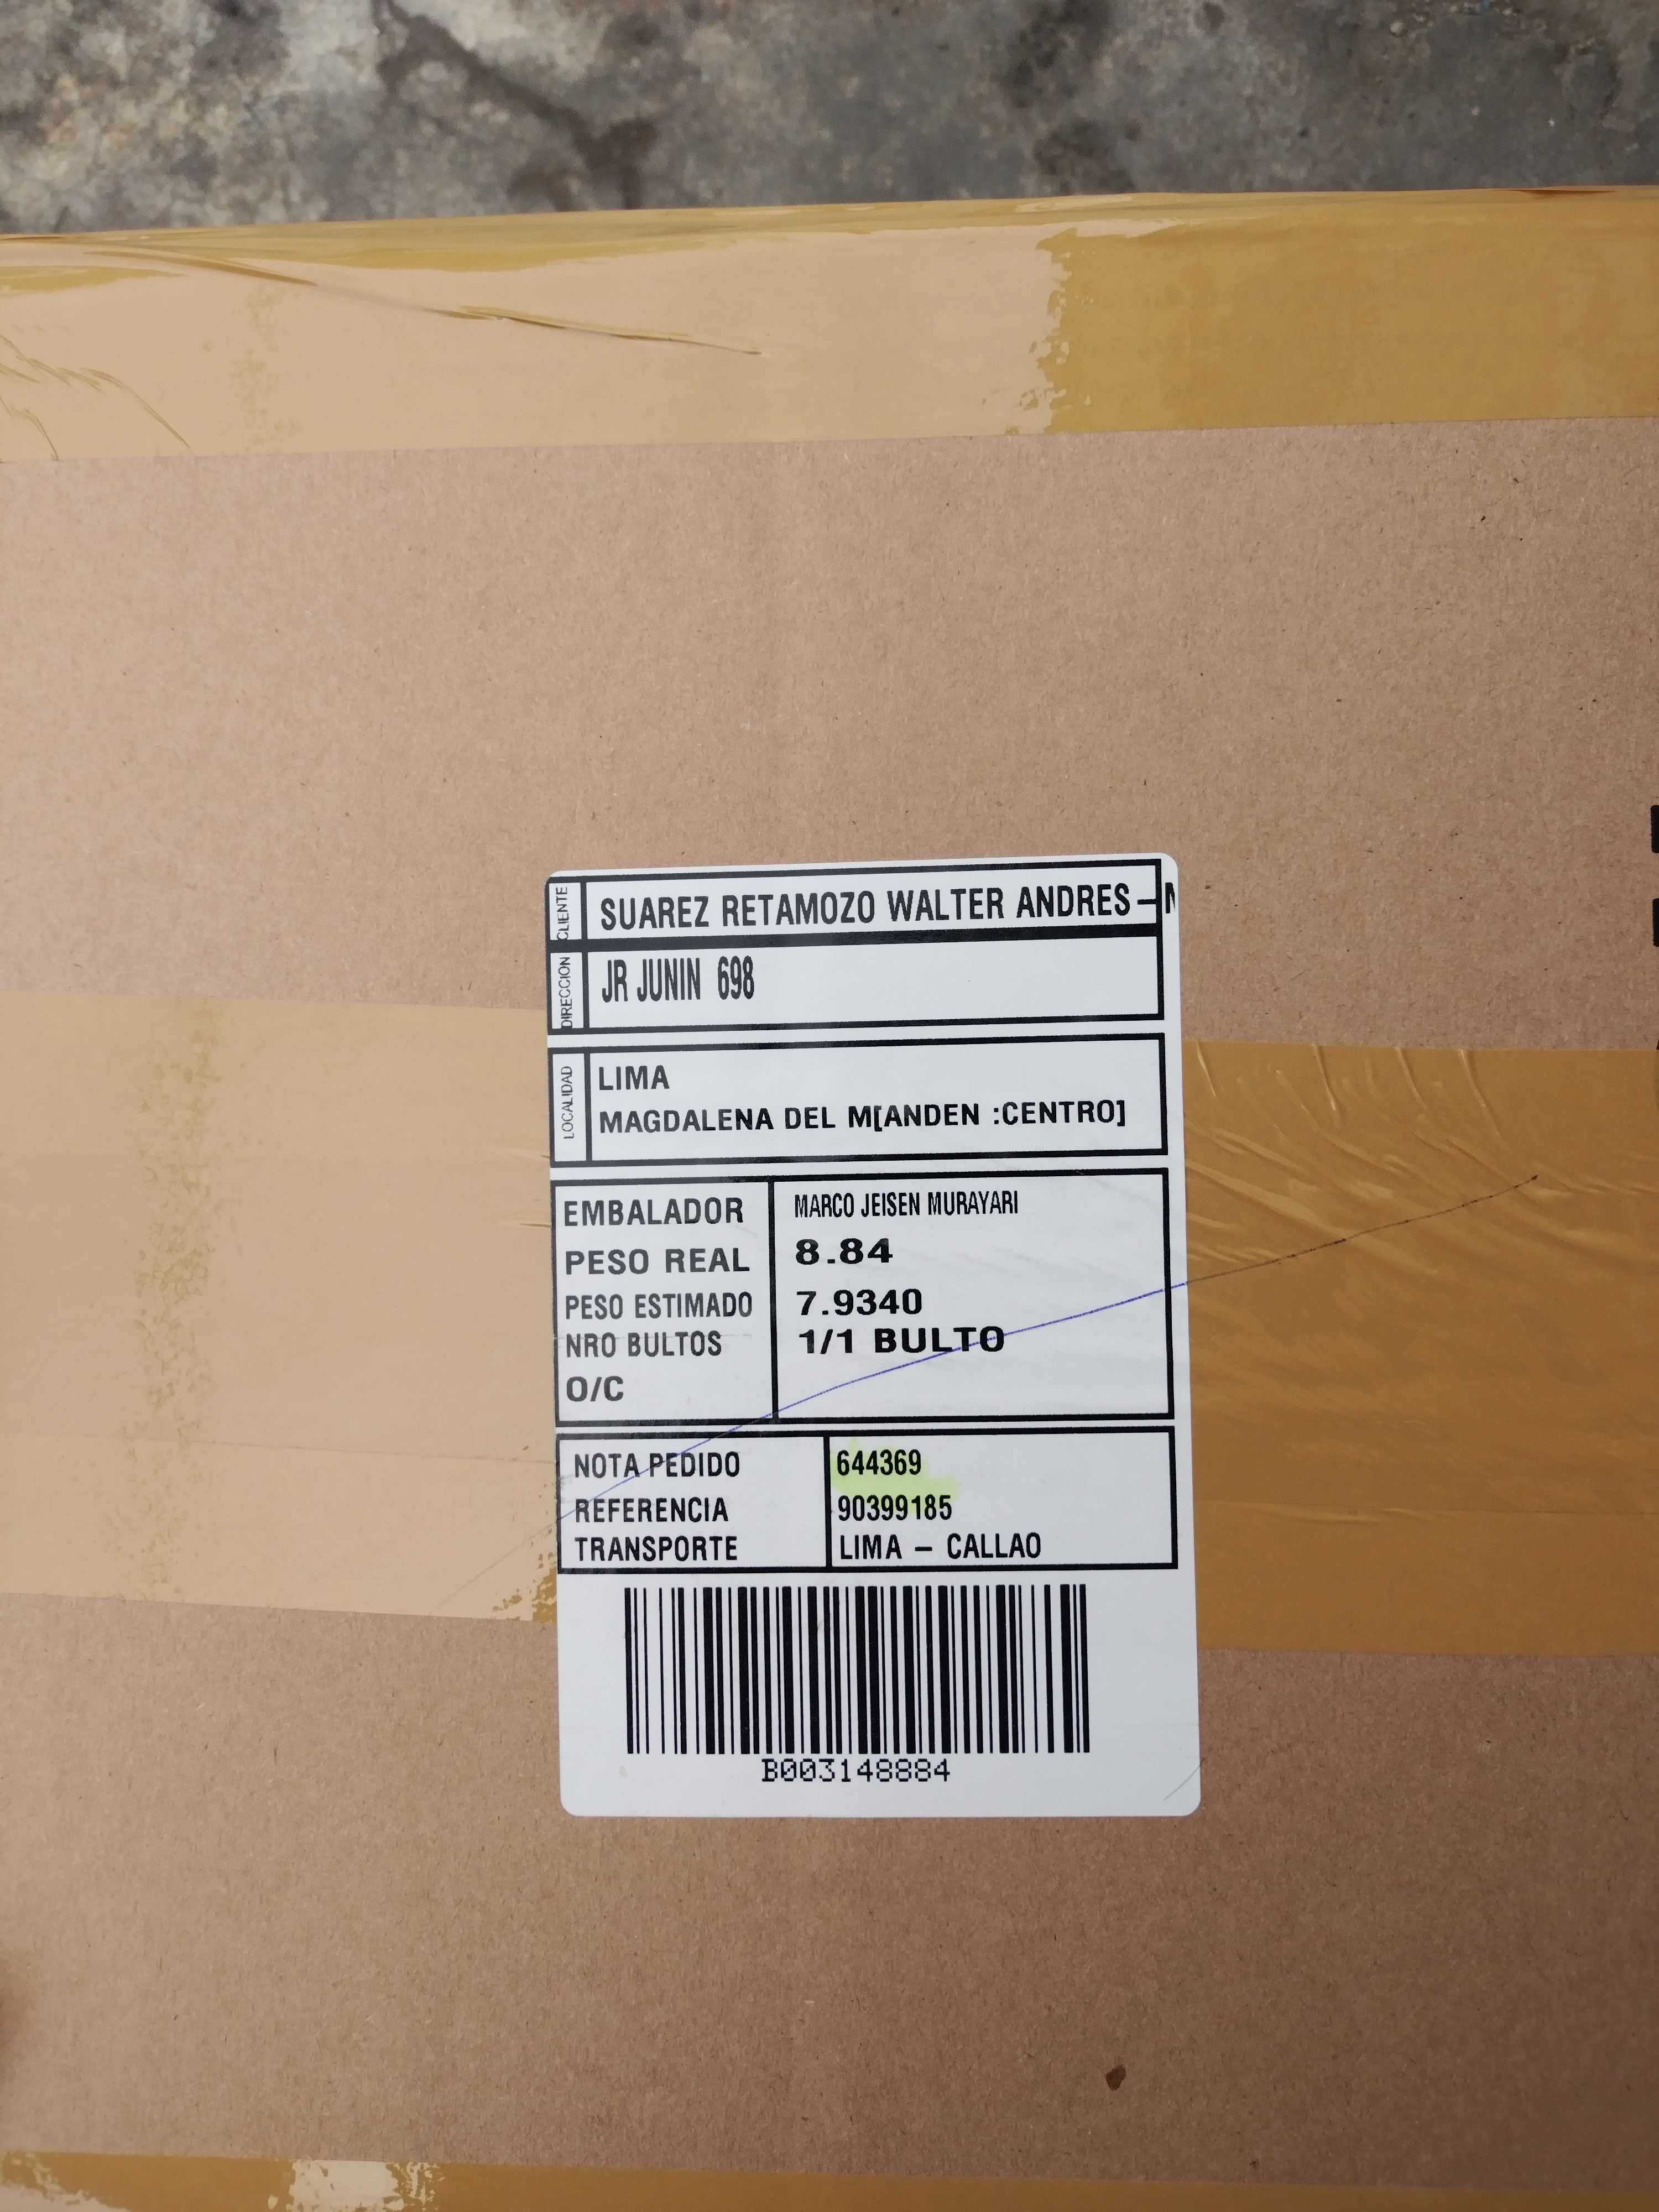 CLIENTE SUAREZ RETAMOZO WALTER ANDRES –
DIRECCION JR JUNIN 698
LOCALIDAD LIMA
MAGDALENA DEL M[ANDEN :CENTRO]
EMBALADOR MARCO JEISEN MURAYARI
PESO REAL 8.84
PESO ESTIMADO 7.9340
NRO BULTOS 1/1 BULTO
O/C
NOTA PEDIDO 644369
REFERENCIA 90399185
TRANSPORTE LIMA – CALLAO
B003148884